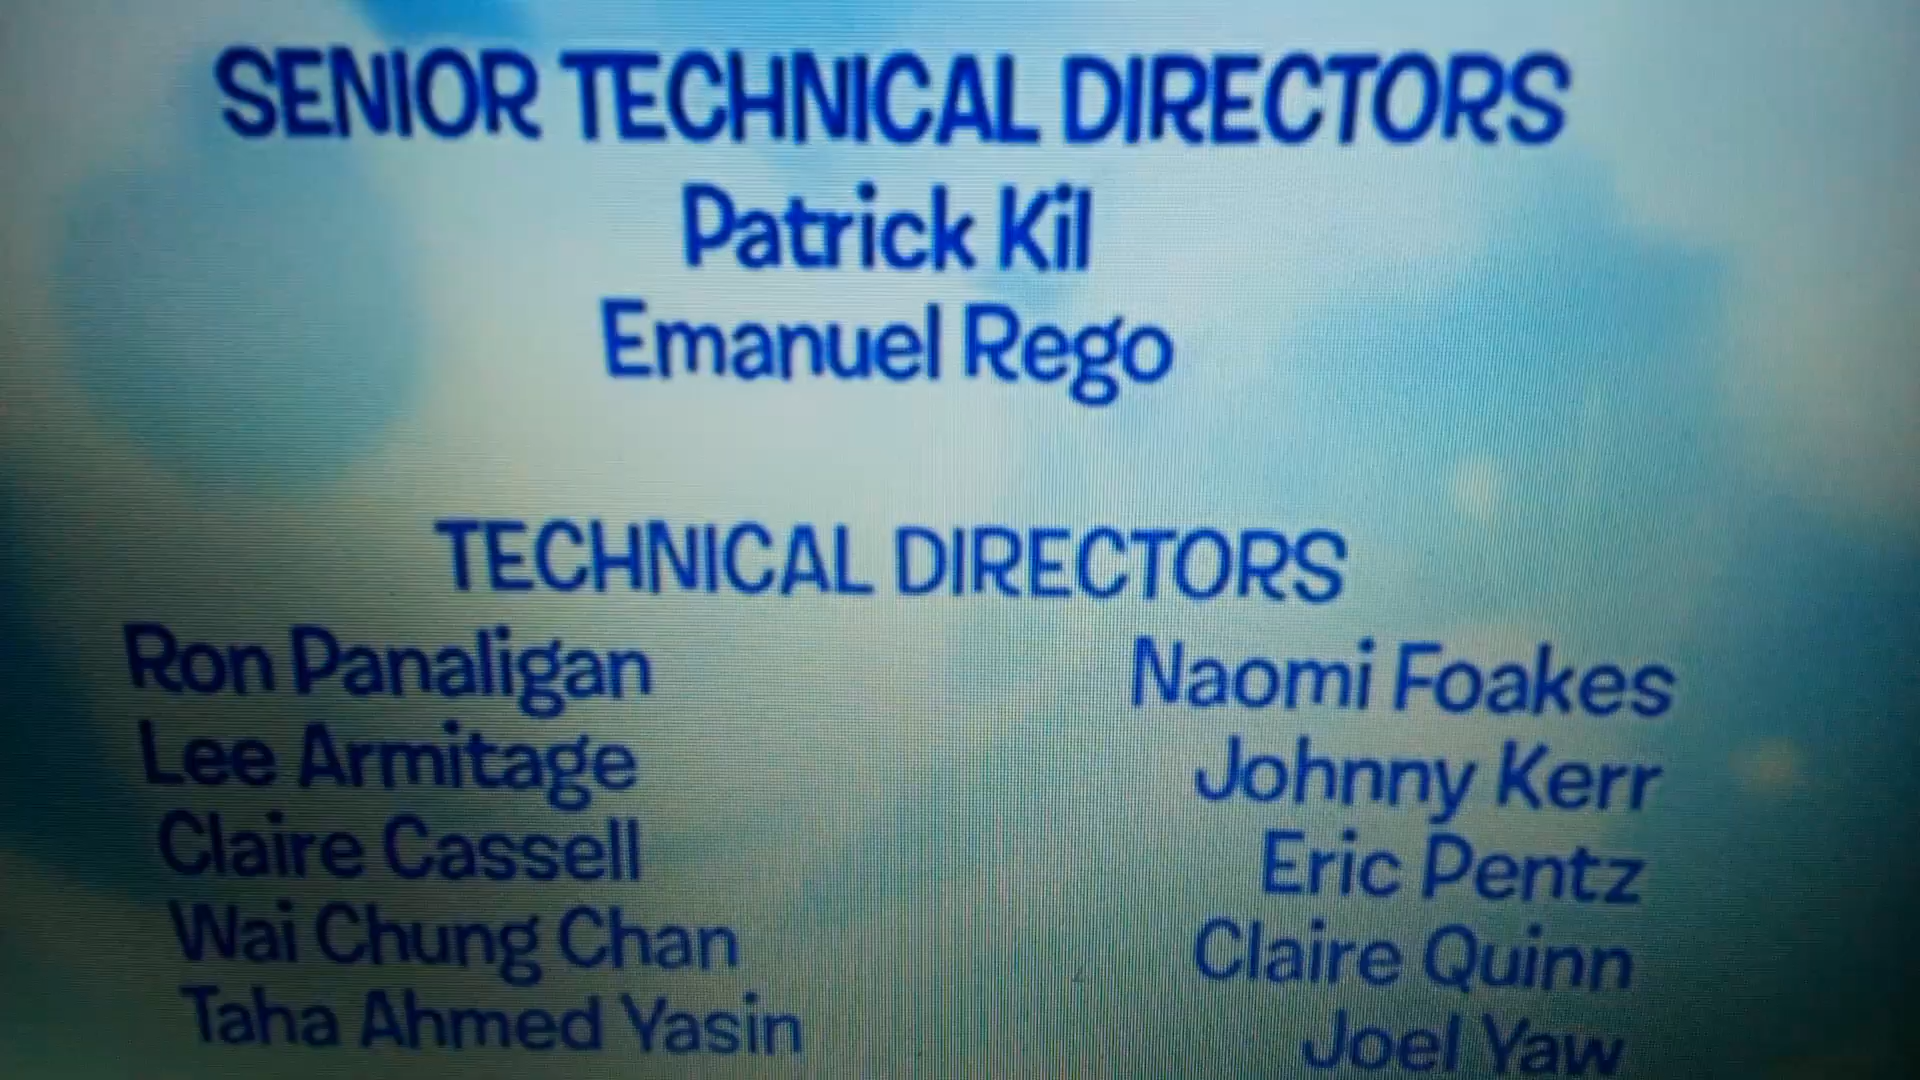 SENIOR TECHNICAL DIRECTORS
Patrick Kil
Emanuel Rego
TECHNICAL DIRECTORS
Ron Panaligan
Lee Armitage
Claire Cassell
Wai Chung Chan
Taha Ahmed Yasin
Naomi Foakes
Johnny Kerr
Eric Pentz
Claire Quinn
Joel Yaw